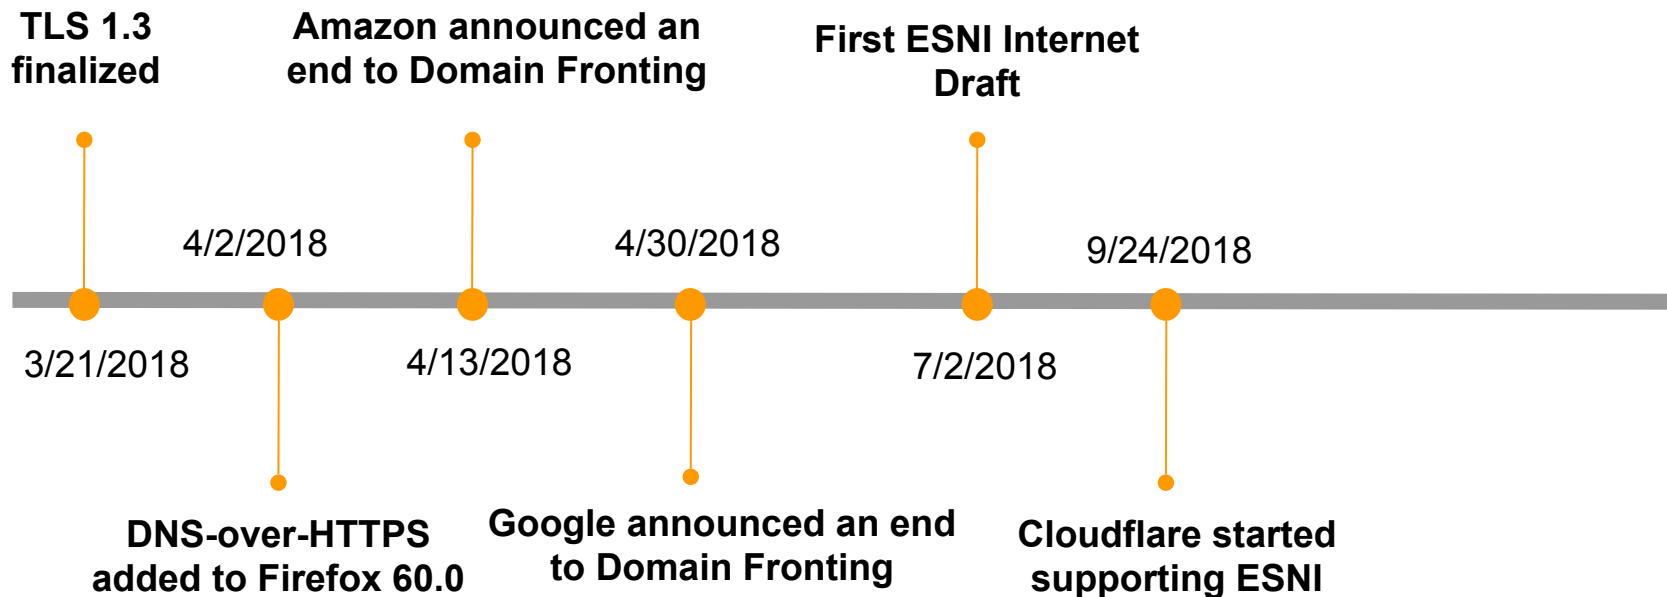 TLS 1.3
finalized
Amazon announced an
end to Domain Fronting
First ESNI Internet
Draft
4/2/2018
4/30/2018
9/24/2018
3/21/2018
4/13/2018
7/2/2018
DNS-over-HTTPS
added to Firefox 60.0
Google announced an end
to Domain Fronting
Cloudflare started
supporting ESNI